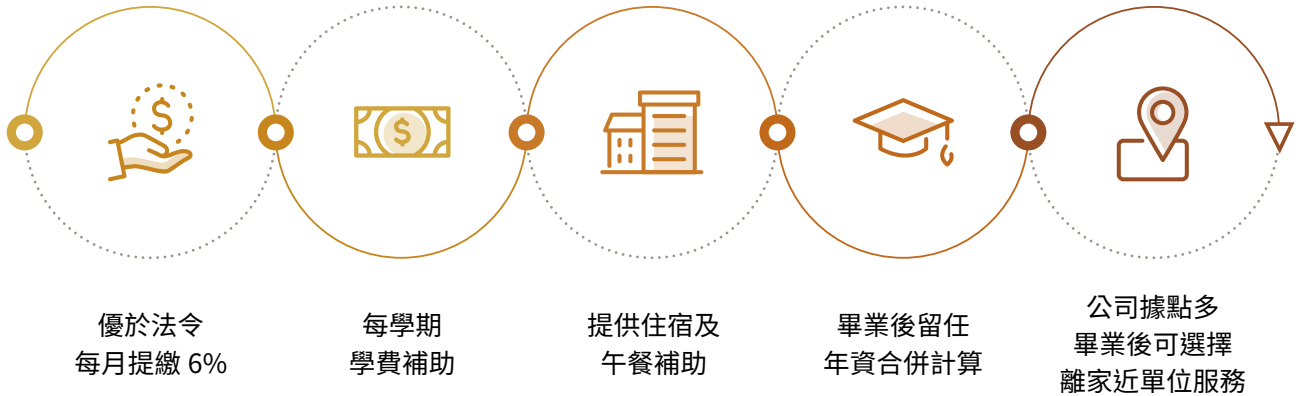 優於法令
每月提繳 6%
每學期
學費補助
提供住宿及
午餐補助
畢業後留任
年資合併計算
公司據點多
畢業後可選擇
離家近單位服務